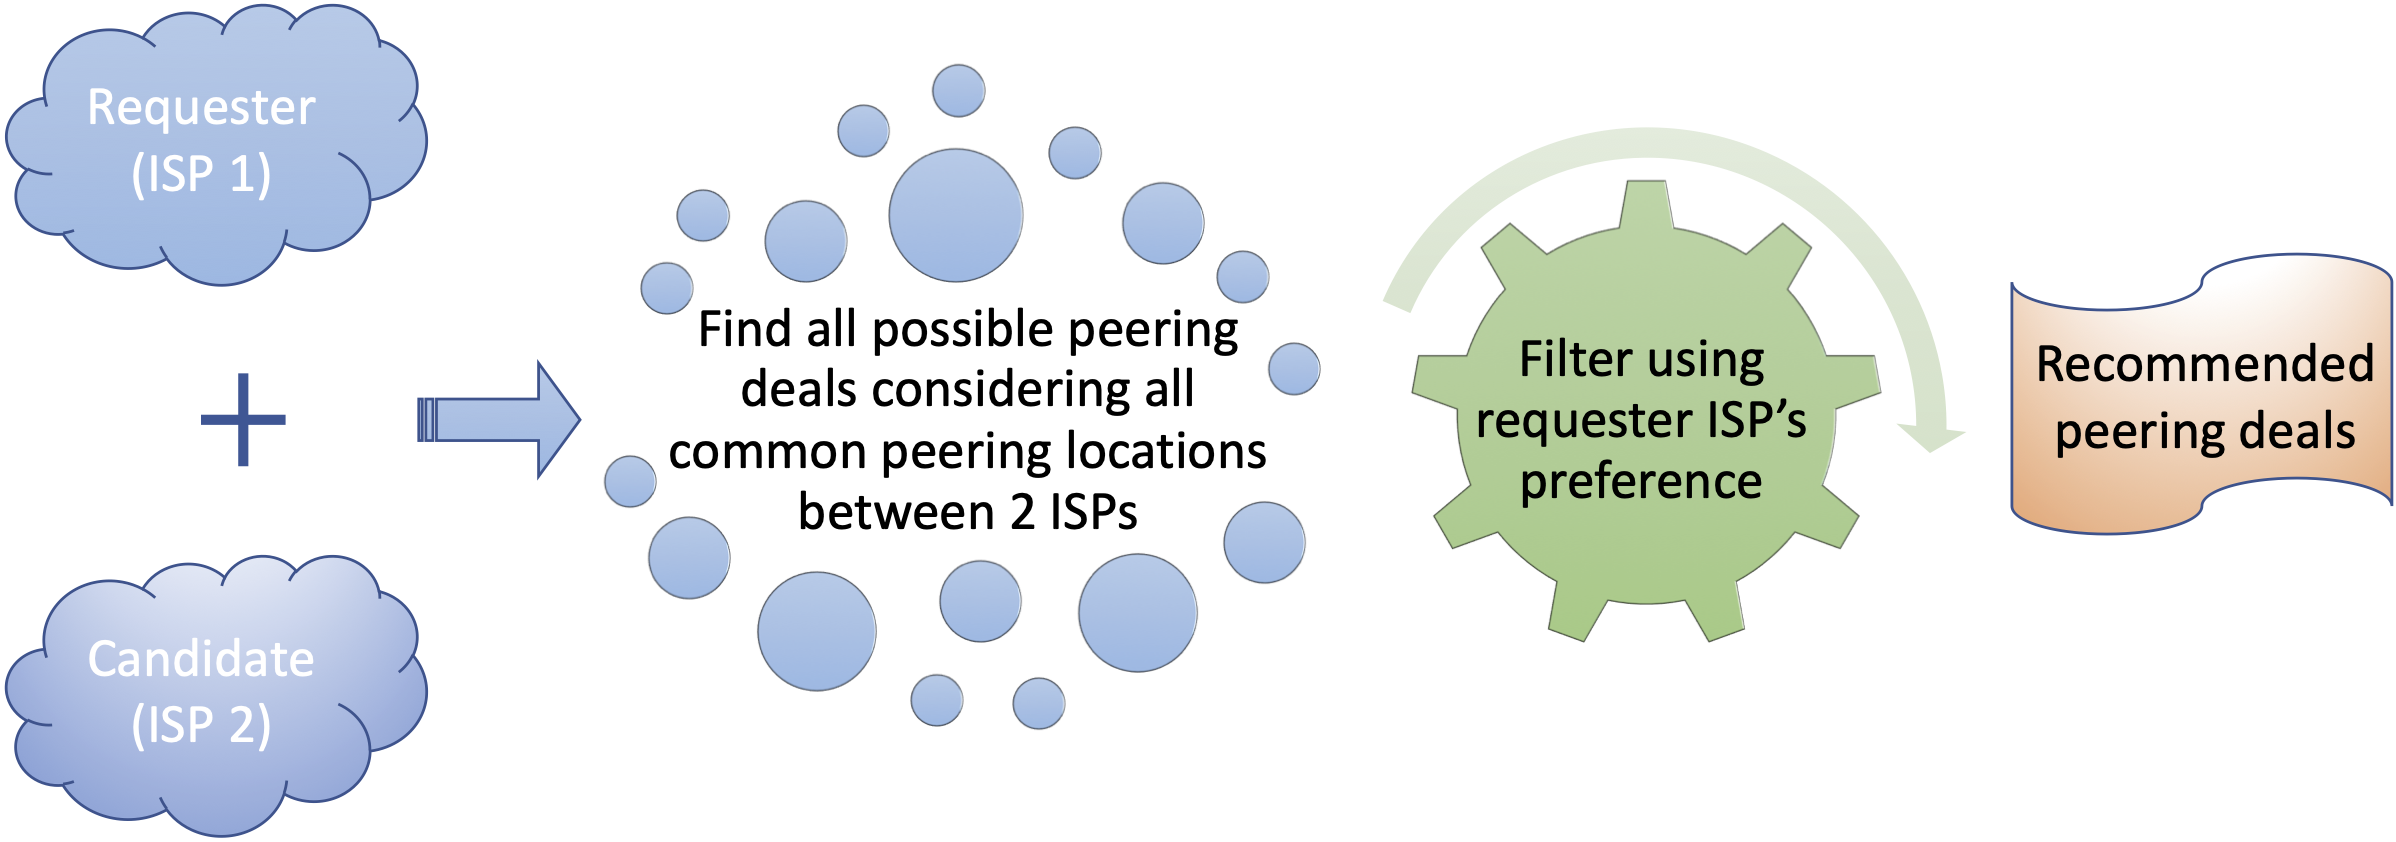 Requester
(ISP 1)
+
Candidate
(ISP 2)
Find all possible peering
deals considering all
common peering locations
between 2 ISPs
Filter using
requester ISP’s
preference
Recommended
peering deals